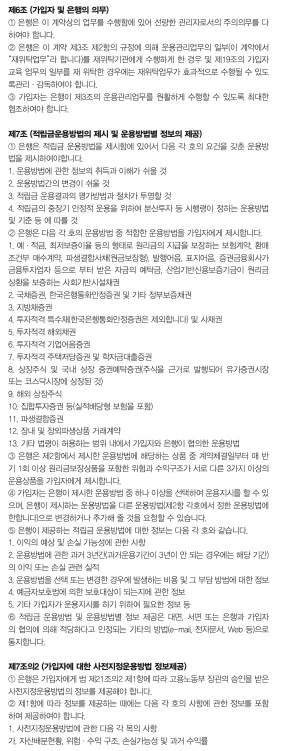 제6조 (가입자 및 은행의 의무)
① 은행은 이 계약상의 업무를 수행함에 있어 선량한 관리자로서의 주의의무를 다
하여야 합니다.
② 은행은 이 계약 제3조 제2항의 규정에 의해 운용관리업무의 일부(이 계약에서
"재위탁업무"라 합니다)를 재위탁기관에게 수행하게 한 경우 및 제19조의 가입자
교육 업무의 일부를 재 위탁한 경우에는 재위탁업무가 효과적으로 수행될 수 있도
록관리ㆍ감독하여야 합니다.
③ 가입자는 은행이 제3조의 운용관리업무를 원활하게 수행할 수 있도록 최대한
협조하여야 합니다.
제7조 (적립금운용방법의 제시 및 운용방법별 정보의 제공)
① 은행은 적립금 운용방법을 제시함에 있어서 다음 각 호의 요건을 갖춘 운용방
법을 제시하여야합니다.
1. 운용방법에 관한 정보의 취득과 이해가 쉬울 것
2. 운용방법간의 변경이 쉬울 것
3. 적립금 운용결과의 평가방법과 절차가 투명할 것
4. 적립금의 중장기 안정적 운용을 위하여 분산투자 등 시행령이 정하는 운용방법
및 기준 등 에 따를 것
② 은행은 다음 각 호의 운용방법 중 적합한 운용방법을 가입자에게 제시합니다.
1. 예ㆍ적금, 최저보증이율 등의 형태로 원리금의 지급을 보장하는 보험계약, 환매
조건부 매수계약, 파생결합사채(원금보장형), 발행어음, 표지어음, 증권금융회사가
금융투자업자 등으로 부터 받은 자금의 예탁금, 산업기반신용보증기금이 원리금
상환을 보증하는 사회기반시설채권
2. 국채증권, 한국은행통화안정증권 및 기타 정부보증채권
3. 지방채증권
4. 투자적격 특수채(한국은행통화안정증권은 제외합니다) 및 사채권
5. 투자적격 해외채권
6. 투자적격 기업어음증권
7. 투자적격 주택저당증권 및 학자금대출증권
8. 상장주식 및 국내 상장 증권예탁증권(주식을 근거로 발행되어 유가증권시장
또는 코스닥시장에 상장된 것)
9. 해외 상장주식
10. 집합투자증권 등(실적배당형 보험을 포함)
11. 파생결합증권
12. 장내 및 장외파생상품 거래계약
13. 기타 법령이 허용하는 범위 내에서 가입자와 은행이 협의한 운용방법
③ 은행은 제2항에서 제시한 운용방법에 해당하는 상품 중 계약체결일부터 매 반
기 1회 이상 원리금보장상품을 포함한 위험과 수익구조가 서로 다른 3가지 이상의
운용상품을 가입자에게 제시합니다.
④ 가입자는 은행이 제시한 운용방법 중 하나 이상을 선택하여 운용지시를 할 수 있
으며, 은행이 제시하는 운용방법을 다른 운용방법(제2항 각호에서 정한 운용방법에
한합니다)으로 변경하거나 추가해 줄 것을 요청할 수 있습니다.
⑤ 은행이 제공하는 적립금 운용방법에 대한 정보는 다음 각 호와 같습니다.
1. 이익의 예상 및 손실 가능성에 관한 사항
2. 운용방법에 관한 과거 3년간(과거운용기간이 3년이 안 되는 경우에는 해당 기간)
의 이익 또는 손실 관련 실적
3. 운용방법을 선택 또는 변경한 경우에 발생하는 비용 및 그 부담 방법에 대한 정보
4. 예금자보호법에 의한 보호대상이 되는지에 관한 정보
5. 기타 가입자가 운용지시를 하기 위하여 필요한 정보 등
⑥ 적립금 운용방법 및 운용방법별 정보 제공은 대면, 서면 또는 은행과 가입자
의 협의에 의해 적당하다고 인정되는 기타의 방법(e-mail, 전자문서, Web 등)으로
통지합니다.
제7조의2 (가입자에 대한 사전지정운용방법 정보제공)
① 은행은 가입자에게 법 제21조의2 제1항에 따라 고용노동부 장관의 승인을 받은
사전지정운용방법의 정보를 제공해야 합니다.
② 제1항에 따라 정보를 제공하는 때에는 다음 각 호의 사항에 관한 정보를 포함
하여 제공하여야 합니다.
1. 사전지정운용방법에 관한 다음 각 목의 사항
가. 자산배분현황, 위험ㆍ수익 구조, 손실가능성 및 과거 수익률